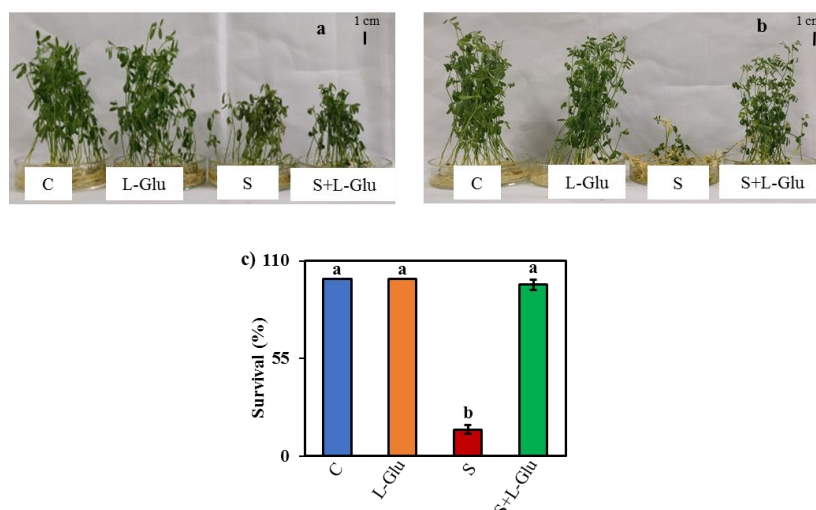 a 1 cm
C L-Glu S S+L-Glu
b 1 cm
C L-Glu S S+L-Glu
c)
110
55
0
Survival (%)
a a b a
C L-Glu S S+L-Glu